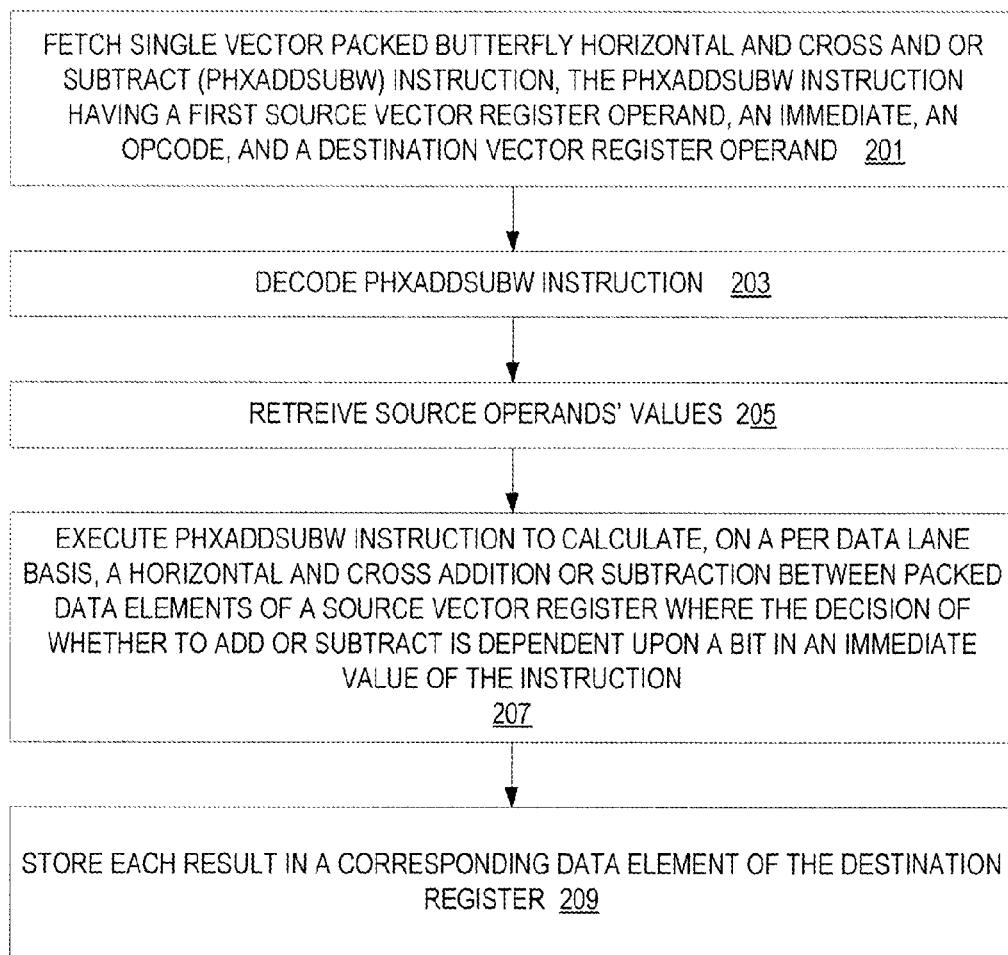 FETCH SINGLE VECTOR PACKED BUTTERFLY HORIZONTAL AND CROSS AND OR
SUBTRACT (PHXADDSUBW) INSTRUCTION, THE PHXADDSUBW INSTRUCTION
HAVING A FIRST SOURCE VECTOR REGISTER OPERAND, AN IMMEDIATE, AN
OPCODE, AND A DESTINATION VECTOR REGISTER OPERAND 201
DECODE PHXADDSUBW INSTRUCTION 203
RETREIVE SOURCE OPERANDS' VALUES 205
EXECUTE PHXADDSUBW INSTRUCTION TO CALCULATE, ON A PER DATA LANE
BASIS, A HORIZONTAL AND CROSS ADDITION OR SUBTRACTION BETWEEN PACKED
DATA ELEMENTS OF A SOURCE VECTOR REGISTER WHERE THE DECISION OF
WHETHER TO ADD OR SUBTRACT IS DEPENDENT UPON A BIT IN AN IMMEDIATE
VALUE OF THE INSTRUCTION
207
STORE EACH RESULT IN A CORRESPONDING DATA ELEMENT OF THE DESTINATION
REGISTER 209